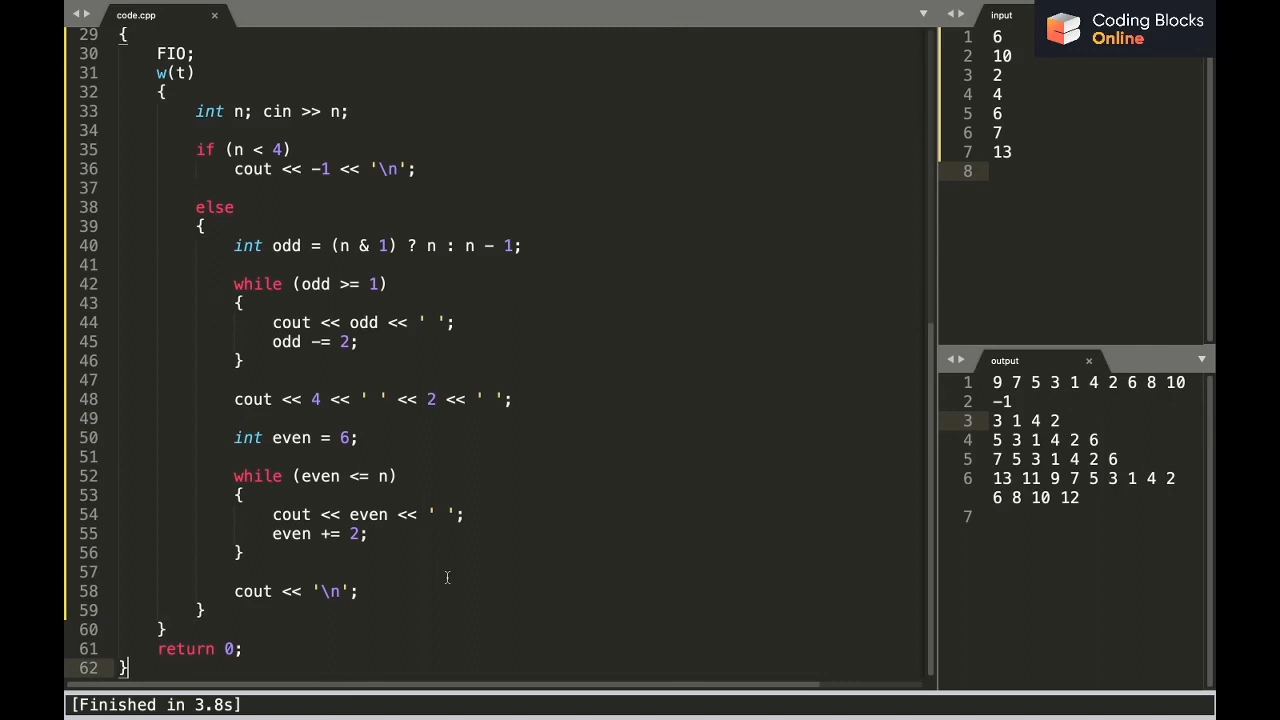 code.cpp
29 {
30 FIO;
31 w(t)
32 {
33 int n; cin >> n;
34
35 if (n < 4)
36 cout << -1 << '\n';
37
38 else
39 {
40 int odd = (n & 1) ? n : n - 1;
41
42 while (odd >= 1)
43 {
44 cout << odd << ' ';
45 odd -= 2;
46 }
47
48 cout << 4 << ' ' << 2 << ' ';
49
50 int even = 6;
51
52 while (even <= n)
53 {
54 cout << even << ' ';
55 even += 2;
56 }
57
58 cout << '\n';
59 }
60 }
61 return 0;
62 }
[Finished in 3.8s]
input
1 6
2 10
3 2
4 4
5 6
6 7
7 13
8
Coding Blocks
Online
output
1 9 7 5 3 1 4 2 6 8 10
2 -1
3 3 1 4 2
4 5 3 1 4 2 6
5 7 5 3 1 4 2 6
6 13 11 9 7 5 3 1 4 2
6 8 10 12
7